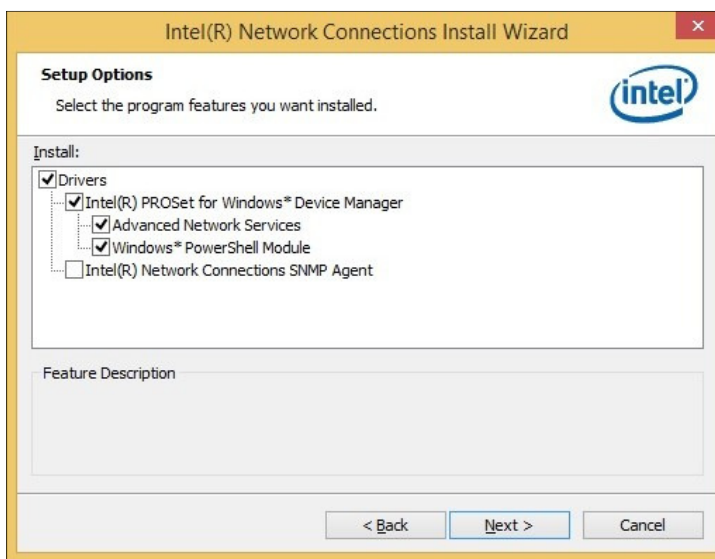 Intel(R) Network Connections Install Wizard
Setup Options
Select the program features you want installed.
intel
Install:
Drivers
Intel(R) PROSet for Windows* Device Manager
Advanced Network Services
Windows* PowerShell Module
Intel(R) Network Connections SNMP Agent
Feature Description
< Back Next > Cancel